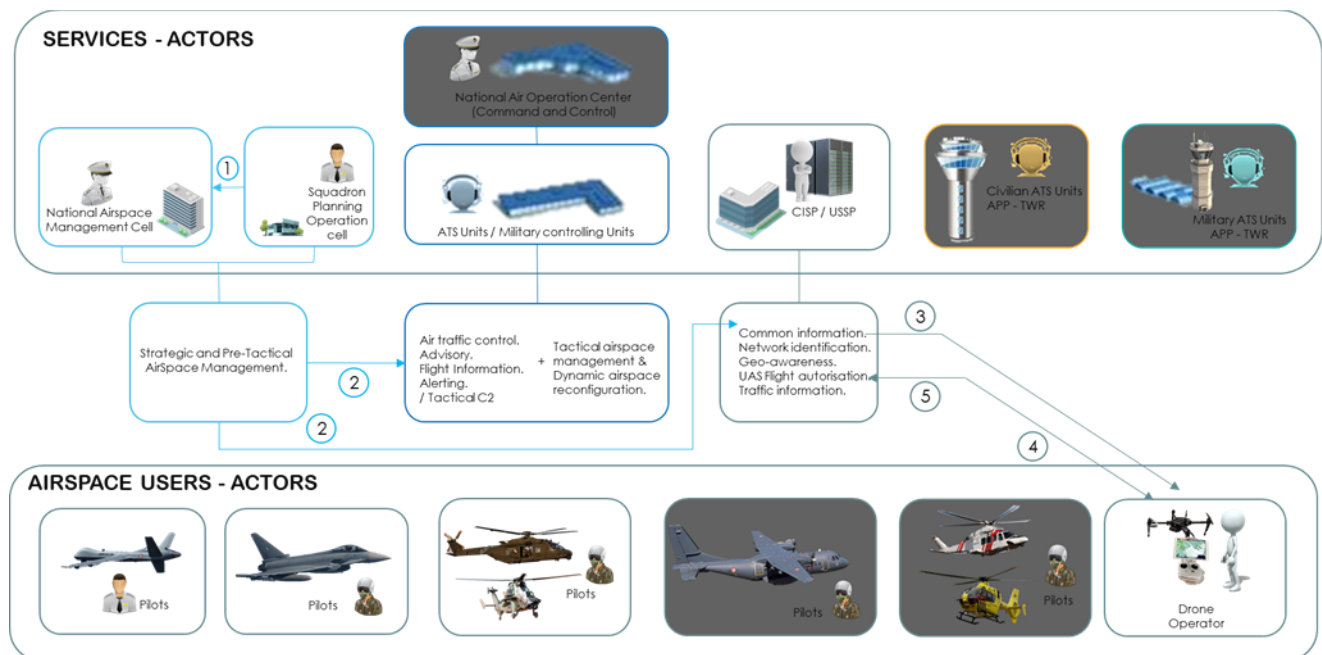 SERVICES - ACTORS
National Air Operation Center
(Command and Control)
National Airspace
Management Cell
1
Squadron
Planning
Operation
cell
ATS Units / Military controlling Units
CISP / USSP
Civilian ATS Units
APP - TWR
Military ATS Units
APP - TWR
Strategic and Pre-Tactical
AirSpace Management.
2
2
Air traffic control.
Advisory.
Flight Information.
Alerting.
/ Tactical C2
+
Tactical airspace
management &
Dynamic airspace
reconfiguration.
Common information.
Network identification.
Geo-awareness.
UAS Flight autorisation.
Traffic information.
3
5
4
AIRSPACE USERS - ACTORS
Pilots
Pilots
Pilots
Pilots
Pilots
Drone
Operator